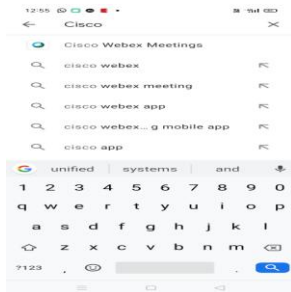 12:55
Cisco
Cisco Webex Meetings
cisco webex
cisco webex meeting
cisco webex app
cisco webex... g mobile app
cisco app
unified systems and
1 2 3 4 5 6 7 8 9 0
q w e r t y u i o p
a s d f g h j k l
z x c v b n m
?123 , .